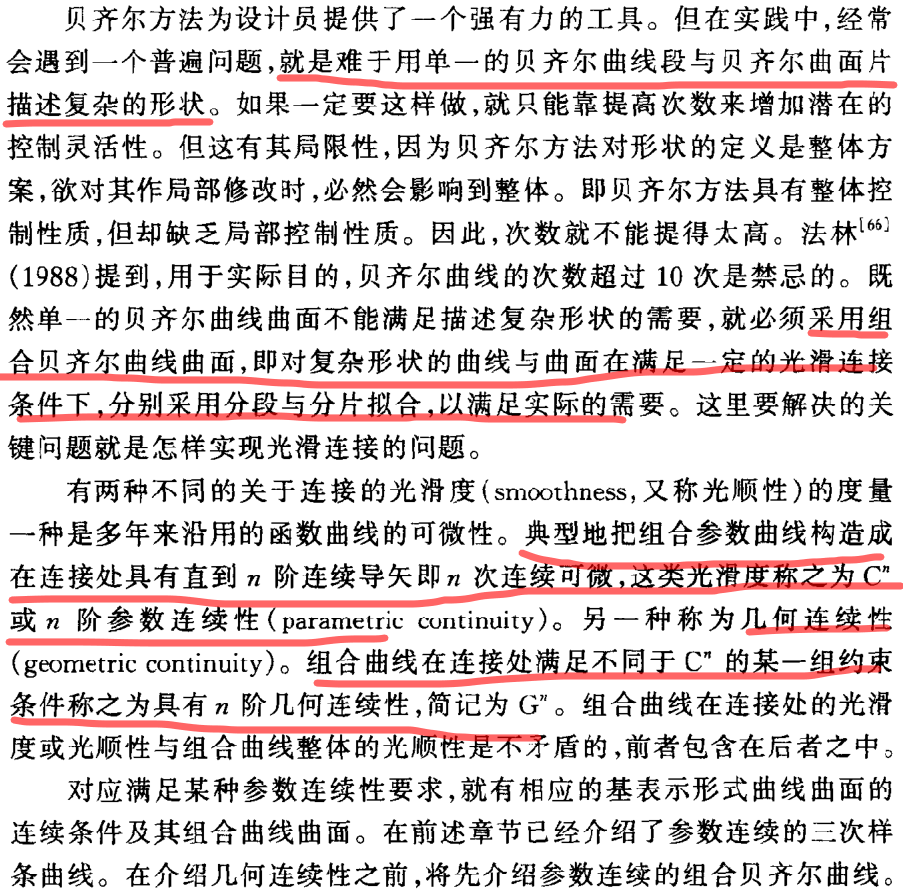 贝齐尔方法为设计员提供了一个强有力的工具。但在实践中,经常
会遇到一个普遍问题,就是难于用单一的贝齐尔曲线段与贝齐尔曲面片
描述复杂的形状。如果一定要这样做,就只能靠提高次数来增加潜在的
控制灵活性。但这有其局限性,因为贝齐尔方法对形状的定义是整体方
案,欲对其作局部修改时,必然会影响到整体。即贝齐尔方法具有整体控
制性质,但却缺乏局部控制性质。因此,次数就不能提得太高。法林[66]
(1988)提到,用于实际目的,贝齐尔曲线的次数超过 10 次是禁忌的。既
然单一的贝齐尔曲线曲面不能满足描述复杂形状的需要,就必须采用组
合贝齐尔曲线曲面,即对复杂形状的曲线与曲面在满足一定的光滑连接
条件下,分别采用分段与分片拟合,以满足实际的需要。这里要解决的关
键问题就是怎样实现光滑连接的问题。
有两种不同的关于连接的光滑度(smoothness,又称光顺性)的度量
一种是多年来沿用的函数曲线的可微性。典型地把组合参数曲线构造成
在连接处具有直到 n 阶连续导矢即 n 次连续可微,这类光滑度称之为 Cⁿ
或 n 阶参数连续性(parametric continuity)。另一种称为几何连续性
(geometric continuity)。组合曲线在连接处满足不同于 Cⁿ 的某一组约束
条件称之为具有 n 阶几何连续性,简记为 Gⁿ。组合曲线在连接处的光滑
度或光顺性与组合曲线整体的光顺性是不矛盾的,前者包含在后者之中。
对应满足某种参数连续性要求,就有相应的基表示形式曲线曲面的
连续条件及其组合曲线曲面。在前述章节已经介绍了参数连续的三次样
条曲线。在介绍几何连续性之前,将先介绍参数连续的组合贝齐尔曲线。